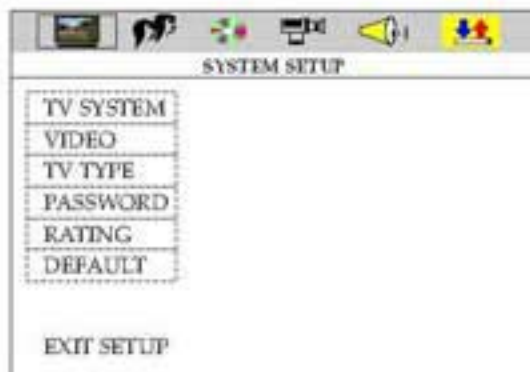 SYSTEM SETUP
TV SYSTEM
VIDEO
TV TYPE
PASSWORD
RATING
DEFAULT
EXIT SETUP